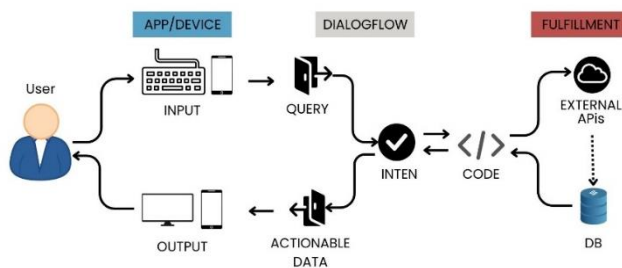 APP/DEVICE
DIALOGFLOW
FULFILLMENT
User
INPUT
QUERY
EXTERNAL
APis
INTEN
CODE
OUTPUT
ACTIONABLE
DATA
DB